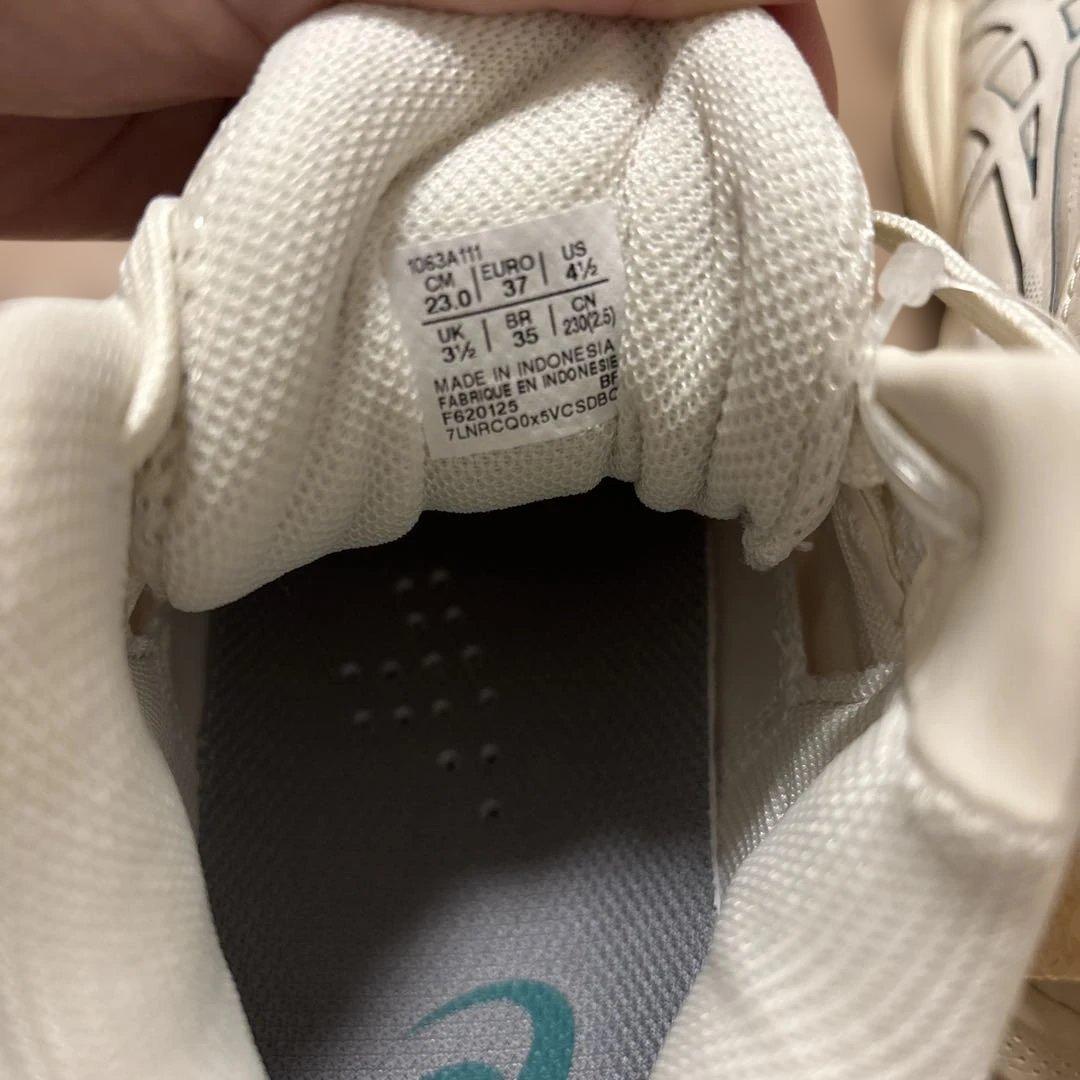 1063A111
CM | EURO | US
23.0 | 37 | 4½
UK | BR | CN
3½ | 35 | 230(2.5)
MADE IN INDONESIA
FABRIQUE EN INDONESIE
F620125 BF
7LNRCQ0x5VCSDBC